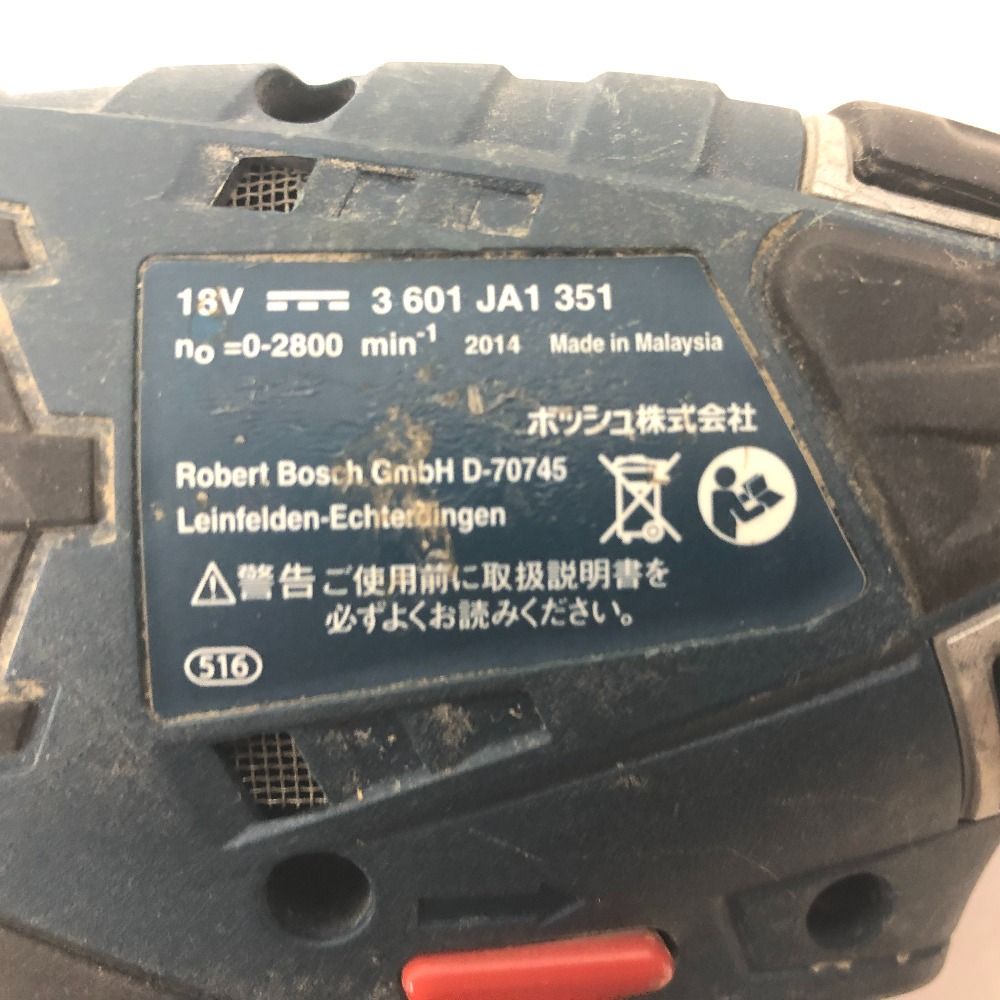 18V ⎓ 3 601 JA1 351
nₒ =0-2800 min⁻¹ 2014 Made in Malaysia
ボッシュ株式会社
Robert Bosch GmbH D-70745
Leinfelden-Echterdingen
⚠警告 ご使用前に取扱説明書を
必ずよくお読みください。
516